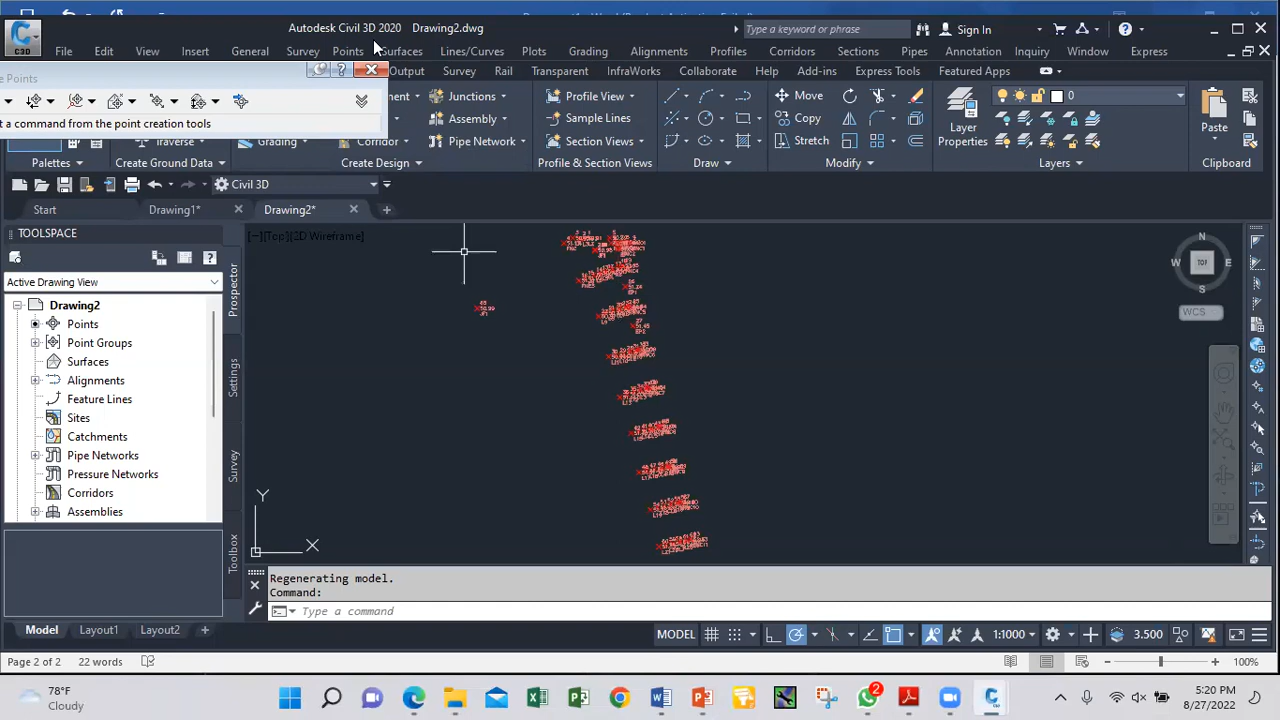 Autodesk Civil 3D 2020 Drawing2.dwg
Type a keyword or phrase
Sign In
C3D
File Edit View Insert General Survey Points Surfaces Lines/Curves Plots Grading Alignments Profiles Corridors Sections Pipes Annotation Inquiry Window Express
Points
Output Survey Rail Transparent InfraWorks Collaborate Help Add-ins Express Tools Featured Apps
t a command from the point creation tools
Junctions
Profile View
Move
0
Assembly
Sample Lines
Copy
Traverse
Grading
Corridor
Pipe Network
Section Views
Stretch
Layer
Properties
Paste
Palettes
Create Ground Data
Create Design
Profile & Section Views
Draw
Modify
Layers
Clipboard
Civil 3D
Start
Drawing1*
Drawing2*
TOOLSPACE
[−][Top][2D Wireframe]
Active Drawing View
Drawing2
Points
Point Groups
Surfaces
Alignments
Feature Lines
Sites
Catchments
Pipe Networks
Pressure Networks
Corridors
Assemblies
Prospector
Settings
Survey
Toolbox
N
W TOP E
S
WCS
Y
X
Regenerating model.
Command:
Type a command
Model Layout1 Layout2
MODEL
1:1000
3.500
Page 2 of 2 22 words
100%
78°F
Cloudy
2
5:20 PM
8/27/2022